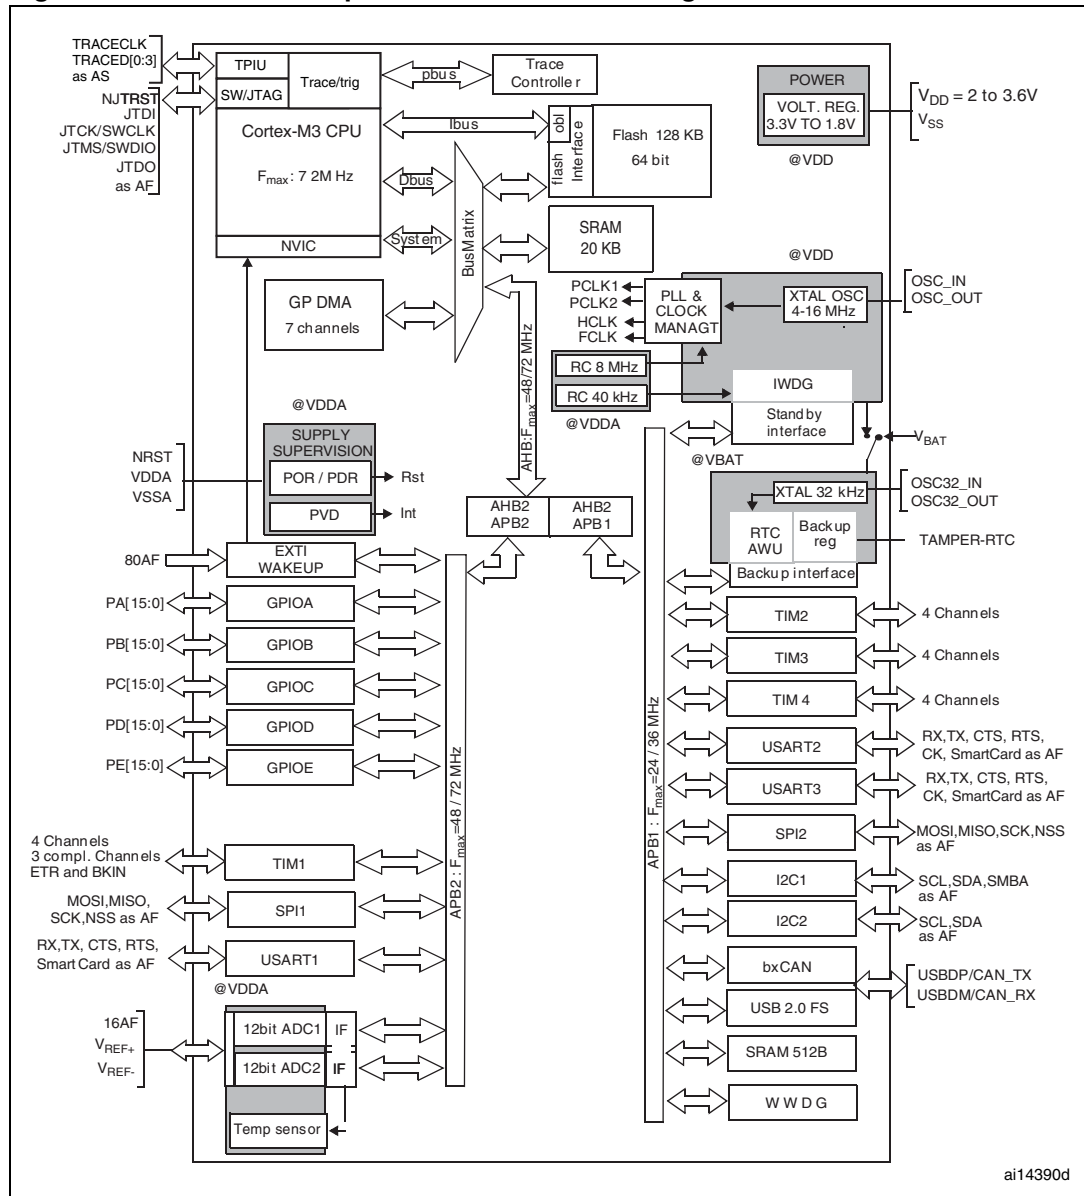 TRACECLK
TRACED[0:3]
as AS
NJTRST
JTDI
JTCK/SWCLK
JTMS/SWDIO
JTDO
as AF
TPIU
SW/JTAG
Trace/trig
Cortex-M3 CPU
Fmax: 7 2M Hz
NVIC
pbus
Trace
Controller
Ibus
Dbus
System
BusMatrix
flash obl
Interface
Flash 128 KB
64 bit
SRAM
20 KB
GP DMA
7 channels
POWER
VOLT. REG.
3.3V TO 1.8V
@VDD
VDD = 2 to 3.6V
VSS
@VDD
PCLK1
PCLK2
HCLK
FCLK
PLL &
CLOCK
MANAGT
XTAL OSC
4-16 MHz
OSC_IN
OSC_OUT
RC 8 MHz
RC 40 kHz
@VDDA
IWDG
Standby
interface
@VBAT
VBAT
XTAL 32 kHz
OSC32_IN
OSC32_OUT
RTC
AWU
Backup
reg
TAMPER-RTC
Backup interface
AHB:Fmax=48/72 MHz
@VDDA
SUPPLY
SUPERVISION
NRST
VDDA
VSSA
POR / PDR
Rst
PVD
Int
AHB2
APB2
AHB2
APB1
80AF
EXTI
WAKEUP
PA[15:0]
GPIOA
PB[15:0]
GPIOB
PC[15:0]
GPIOC
PD[15:0]
GPIOD
PE[15:0]
GPIOE
4 Channels
3 compl. Channels
ETR and BKIN
TIM1
MOSI,MISO,
SCK,NSS as AF
SPI1
RX,TX, CTS, RTS,
SmartCard as AF
USART1
@VDDA
16AF
VREF+
VREF-
12bit ADC1 IF
12bit ADC2 IF
Temp sensor
APB2 : Fmax=48 / 72 MHz
APB1 : Fmax=24 / 36 MHz
TIM2
4 Channels
TIM3
4 Channels
TIM 4
4 Channels
USART2
RX,TX, CTS, RTS,
CK, SmartCard as AF
USART3
RX,TX, CTS, RTS,
CK, SmartCard as AF
SPI2
MOSI,MISO,SCK,NSS
as AF
I2C1
SCL,SDA,SMBA
as AF
I2C2
SCL,SDA
as AF
bxCAN
USBDP/CAN_TX
USBDM/CAN_RX
USB 2.0 FS
SRAM 512B
W W D G
ai14390d